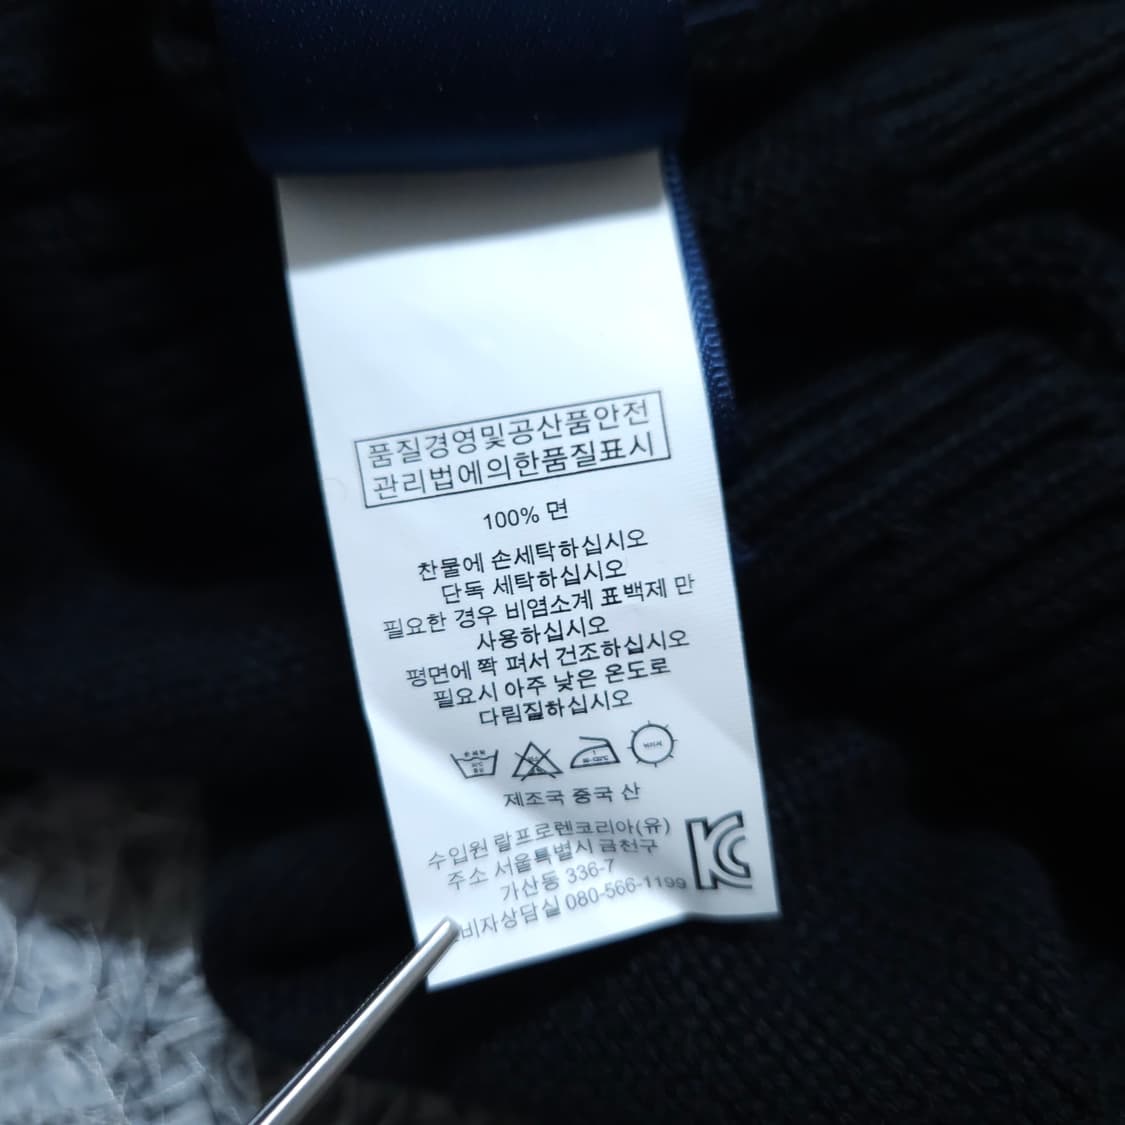 품질경영및공산품안전
관리법에의한품질표시
100% 면
찬물에 손세탁하십시오
단독 세탁하십시오
필요한 경우 비염소계 표백제 만
사용하십시오
평면에 쫙 펴서 건조하십시오
필요시 아주 낮은 온도로
다림질하십시오
제조국 중국 산
수입원 랄프로렌코리아(유)
주소 서울특별시 금천구
가산동 336-7
비자상담실 080-566-1199